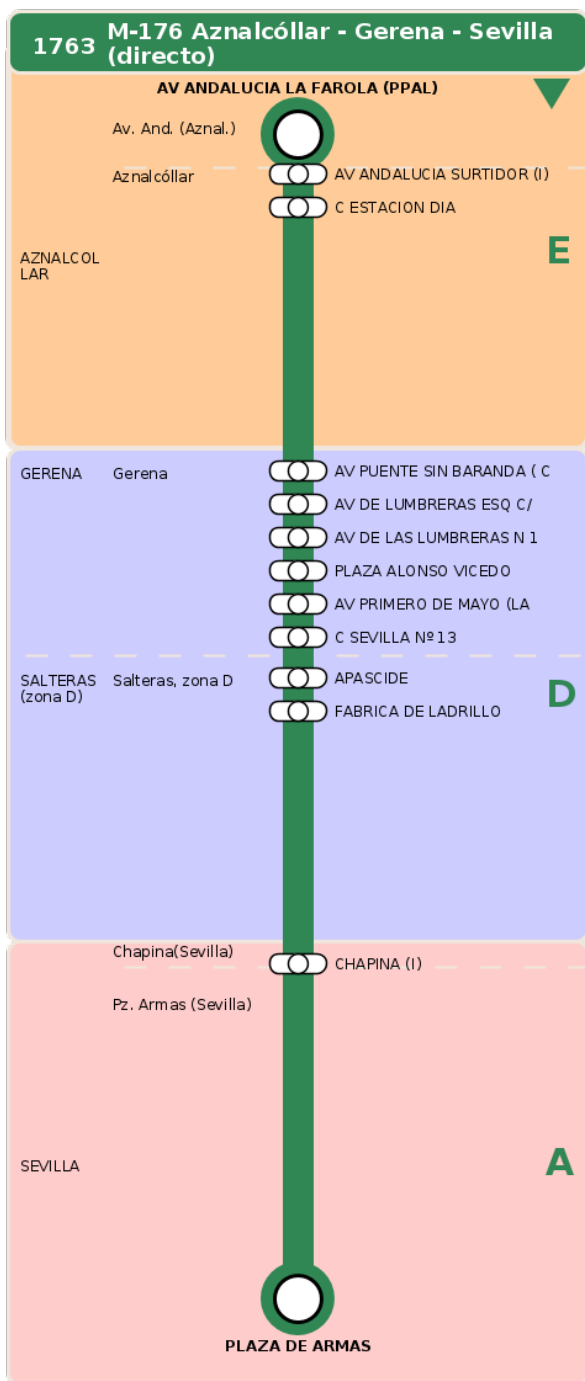 1763 M-176 Aznalcóllar - Gerena - Sevilla
(directo)
AV ANDALUCIA LA FAROLA (PPAL)
Av. And. (Aznal.)
Aznalcóllar
AV ANDALUCIA SURTIDOR (I)
C ESTACION DIA
AZNALCOL
LAR
E
GERENA
Gerena
AV PUENTE SIN BARANDA ( C
AV DE LUMBRERAS ESQ C/
AV DE LAS LUMBRERAS N 1
PLAZA ALONSO VICEDO
AV PRIMERO DE MAYO (LA
C SEVILLA Nº13
SALTERAS
(zona D)
Salteras, zona D
APASCIDE
D
FABRICA DE LADRILLO
Chapina(Sevilla)
CHAPINA (I)
Pz. Armas (Sevilla)
SEVILLA
A
PLAZA DE ARMAS